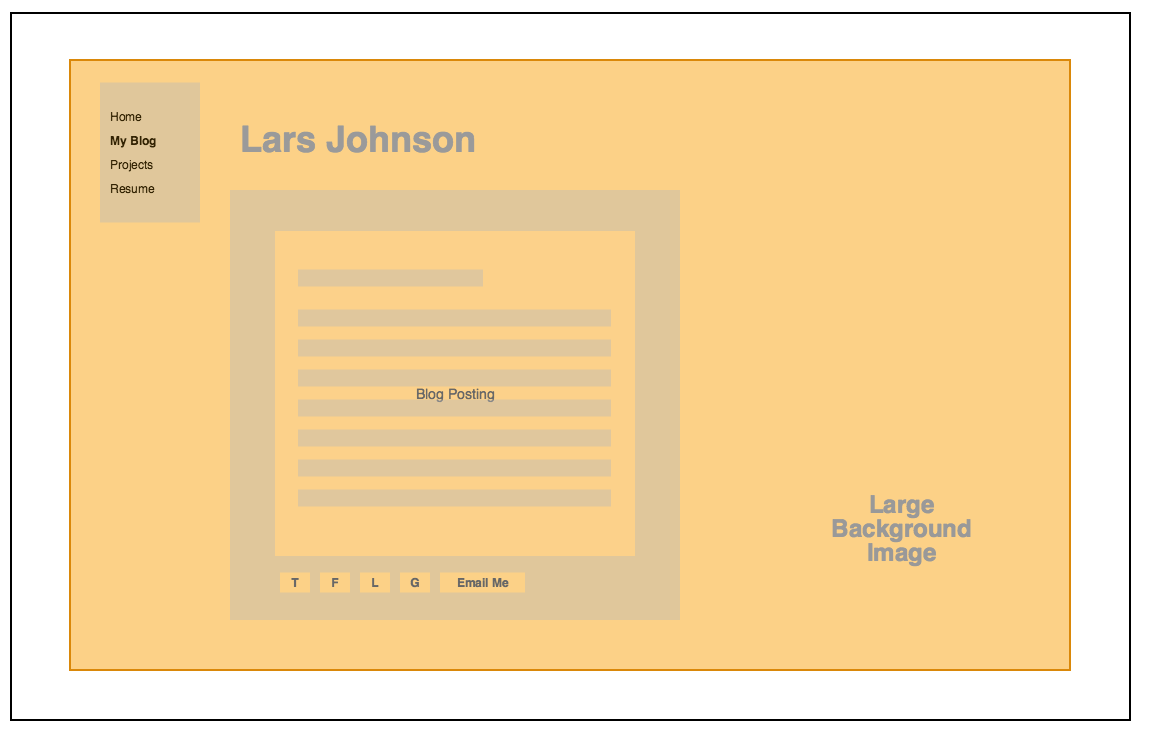 Home
My Blog
Projects
Resume
Lars Johnson
Blog Posting
T F L G Email Me
Large
Background
Image